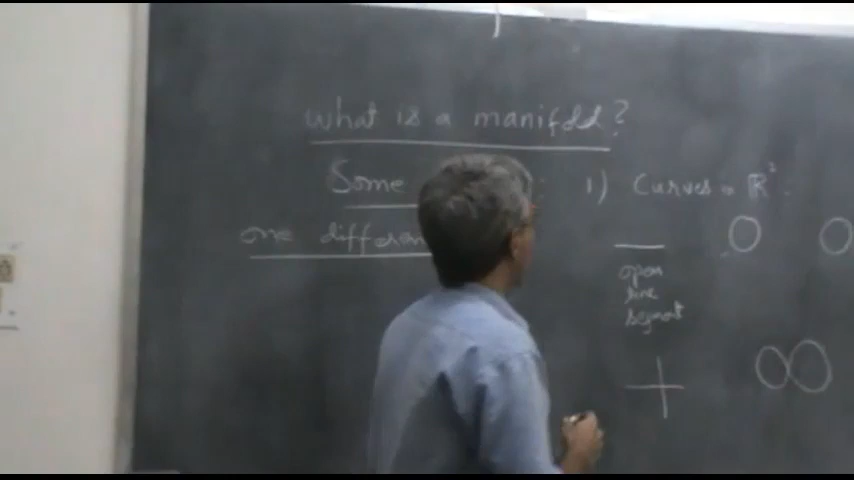 What is a manifold?
Some : 1) Curves in ℝ².
one
open
line
segment